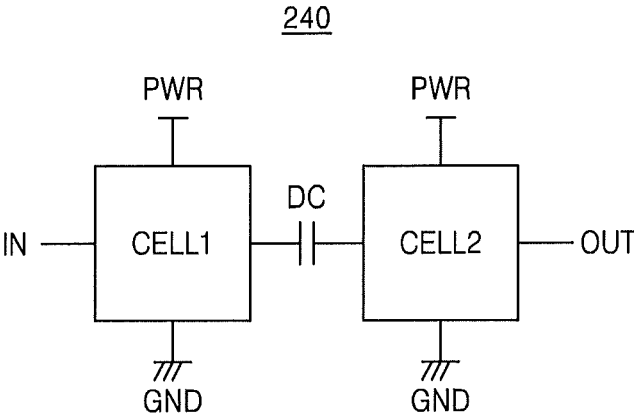 240
PWR
PWR
DC
IN
CELL1
CELL2
OUT
GND
GND